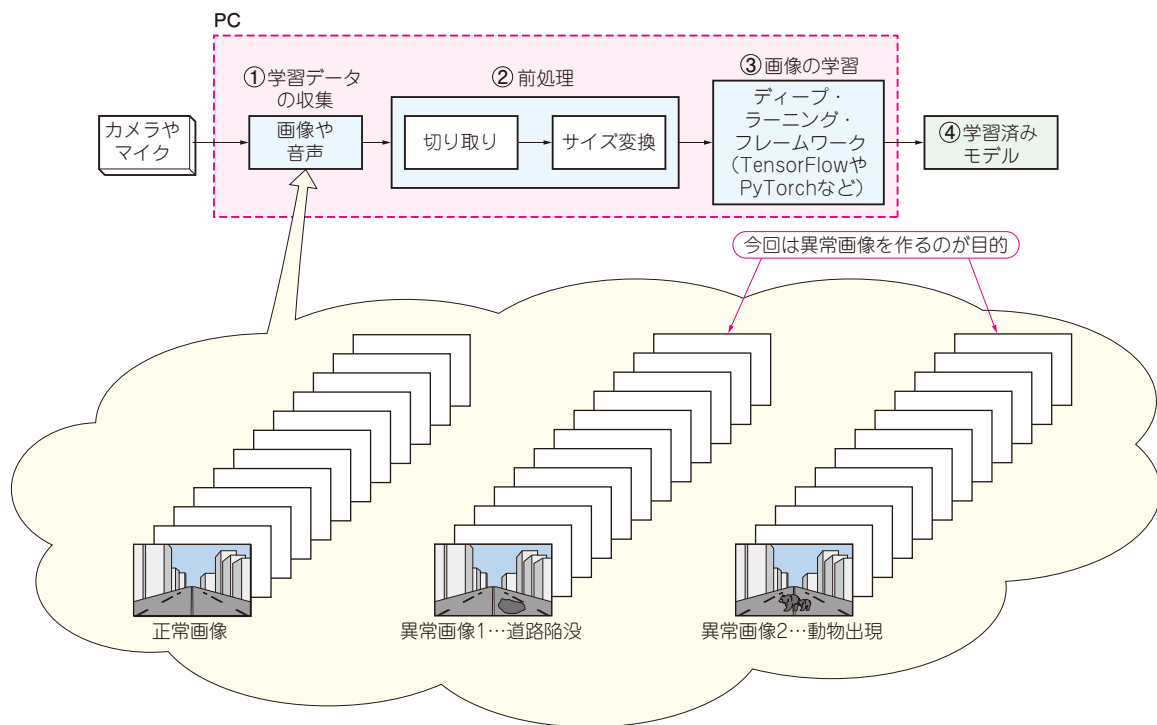 PC
①学習データ
の収集
②前処理
③画像の学習
カメラや
マイク
画像や
音声
切り取り
サイズ変換
ディープ・
ラーニング・
フレームワーク
(TensorFlowや
PyTorchなど)
④学習済み
モデル
今回は異常画像を作るのが目的
正常画像
異常画像1…道路陥没
異常画像2…動物出現